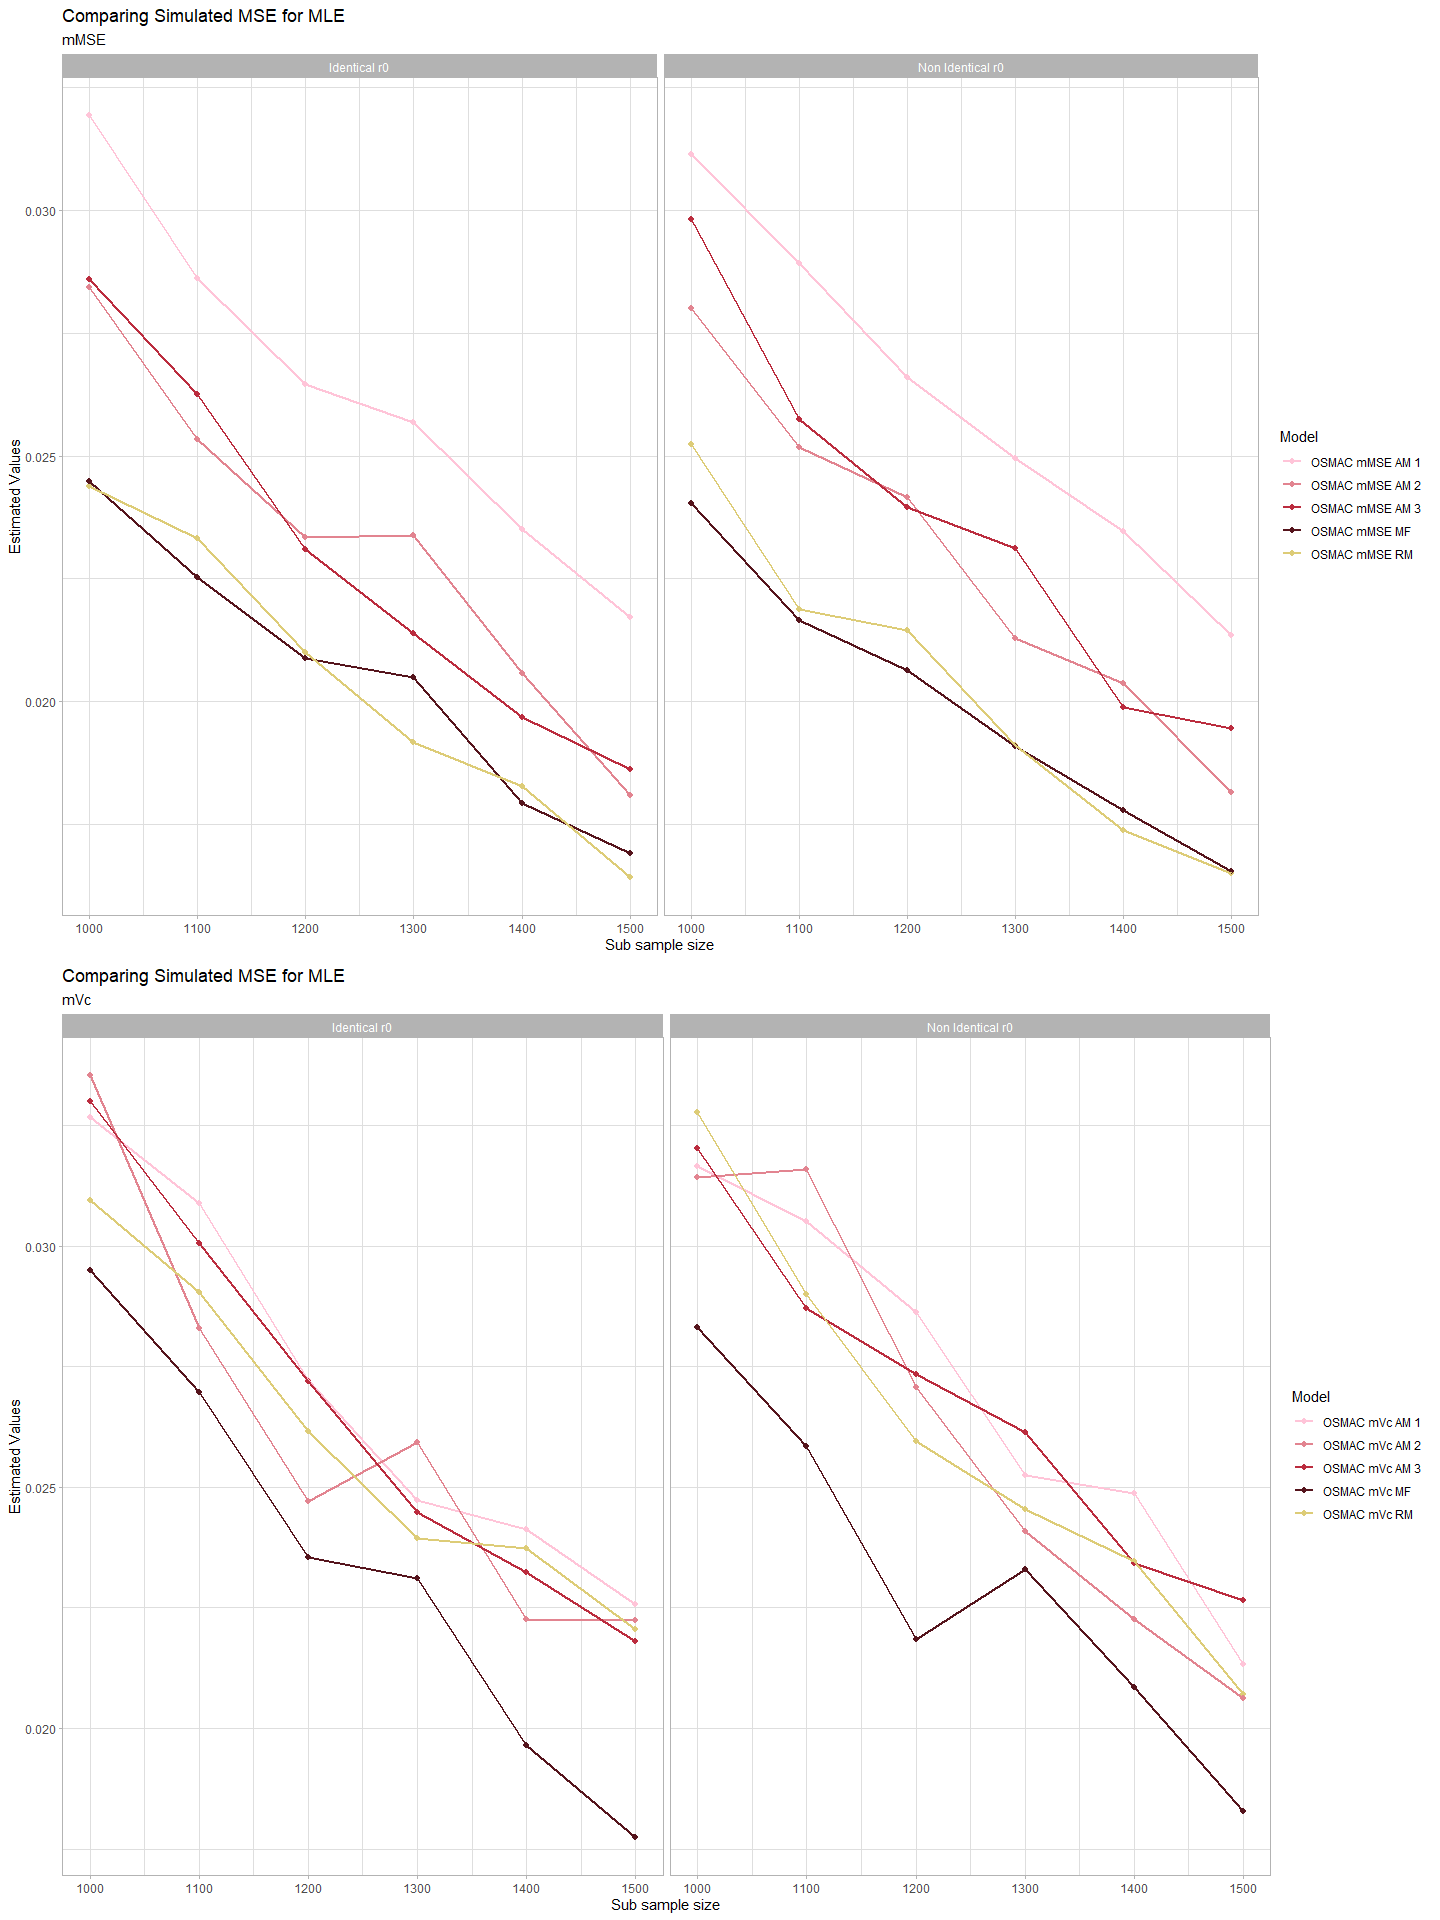 Comparing Simulated MSE for MLE
mMSE
Identical r0
Non Identical r0
Estimated Values
0.030
0.025
0.020
1000 1100 1200 1300 1400 1500
1000 1100 1200 1300 1400 1500
Sub sample size
Model
OSMAC mMSE AM 1
OSMAC mMSE AM 2
OSMAC mMSE AM 3
OSMAC mMSE MF
OSMAC mMSE RM
Comparing Simulated MSE for MLE
mVc
Identical r0
Non Identical r0
Estimated Values
0.030
0.025
0.020
1000 1100 1200 1300 1400 1500
1000 1100 1200 1300 1400 1500
Sub sample size
Model
OSMAC mVc AM 1
OSMAC mVc AM 2
OSMAC mVc AM 3
OSMAC mVc MF
OSMAC mVc RM